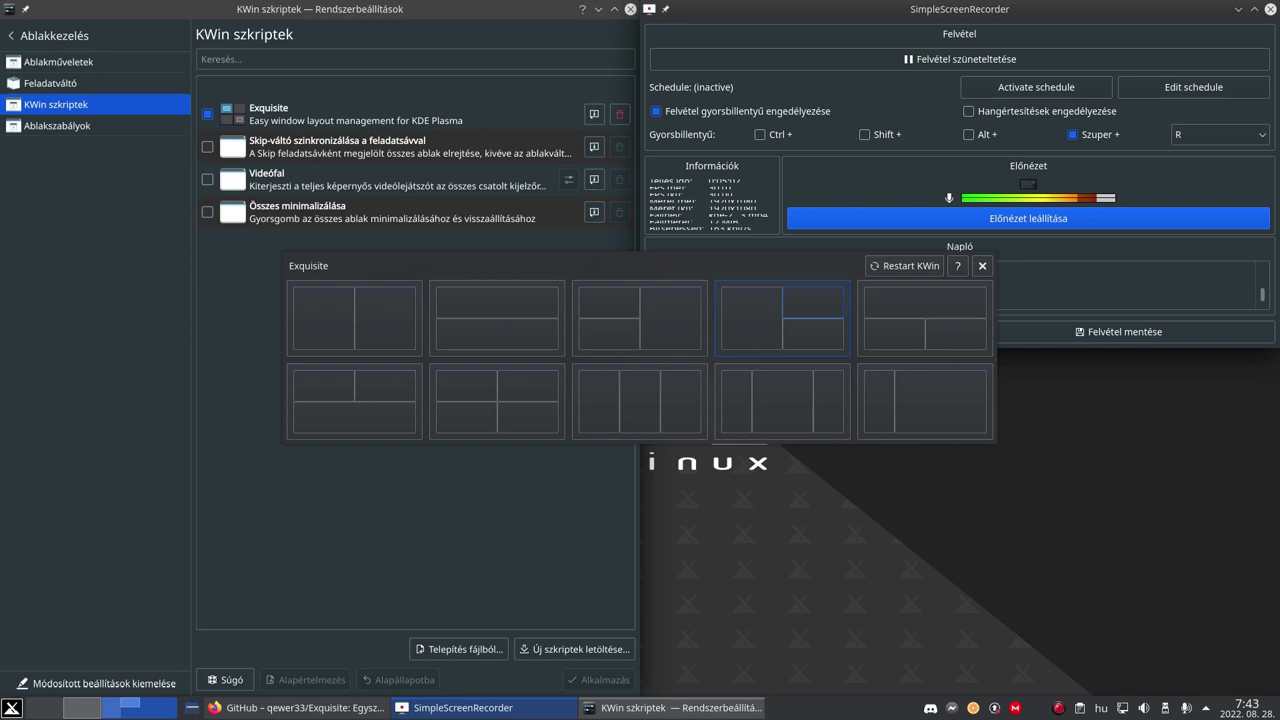 KWin szkriptek — Rendszerbeállítások
Ablakkezelés
Ablakműveletek
Feladatváltó
KWin szkriptek
Ablakszabályok
Módosított beállítások kiemelése
KWin szkriptek
Keresés...
Exquisite
Easy window layout management for KDE Plasma
Skip-váltó szinkronizálása a feladatsávval
A Skip feladatsávként megjelölt összes ablak elrejtése, kivéve az ablakvált...
Videófal
Kiterjeszti a teljes képernyős videólejátszót az összes csatolt kijelzőr...
Összes minimalizálása
Gyorsgomb az összes ablak minimalizálásához és visszaállításához
Telepítés fájlból...
Új szkriptek letöltése...
Súgó
Alapértelmezés
Alapállapotba
Alkalmazás
SimpleScreenRecorder
Felvétel
Felvétel szüneteltetése
Schedule: (inactive)
Activate schedule
Edit schedule
Felvétel gyorsbillentyű engedélyezése
Hangértesítések engedélyezése
Gyorsbillentyű:
Ctrl +
Shift +
Alt +
Szuper +
R
Információk
Előnézet
Előnézet leállítása
Napló
Felvétel mentése
Exquisite
Restart KWin
?
inux
GitHub – qewer33/Exquisite: Egysz...
SimpleScreenRecorder
KWin szkriptek — Rendszerbeállítá...
hu
7:43
2022. 08. 28.